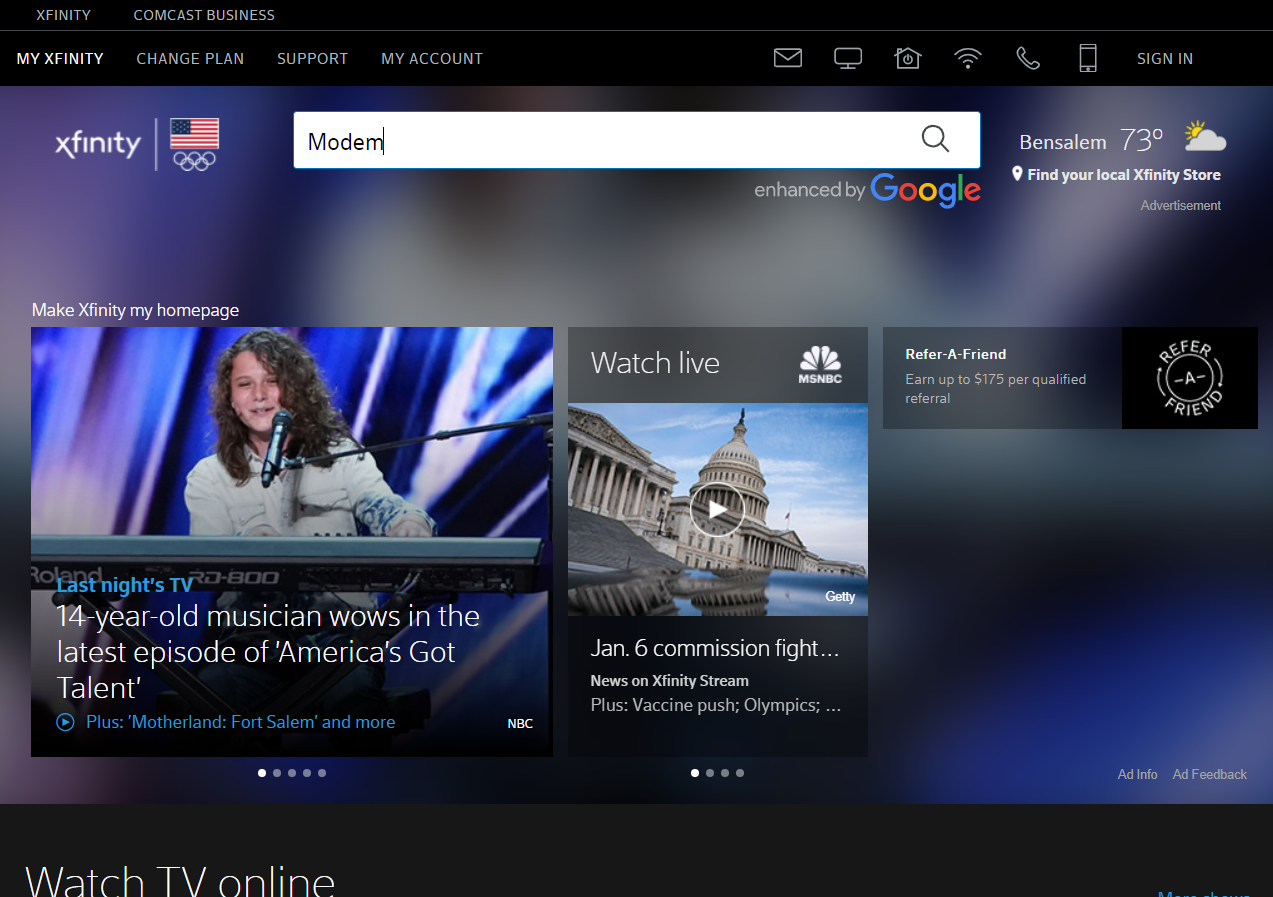 XFINITY COMCAST BUSINESS
MY XFINITY CHANGE PLAN SUPPORT MY ACCOUNT SIGN IN
xfinity
Modem
enhanced by Google
Bensalem 73°
Find your local Xfinity Store
Advertisement
Make Xfinity my homepage
Roland RD-800
Last night's TV
14-year-old musician wows in the
latest episode of 'America's Got
Talent'
Plus: 'Motherland: Fort Salem' and more
NBC
Watch live
MSNBC
Getty
Jan. 6 commission fight...
News on Xfinity Stream
Plus: Vaccine push; Olympics; ...
Refer-A-Friend
Earn up to $175 per qualified
referral
REFER
-A-
FRIEND
Ad Info Ad Feedback
Watch TV online
More shows